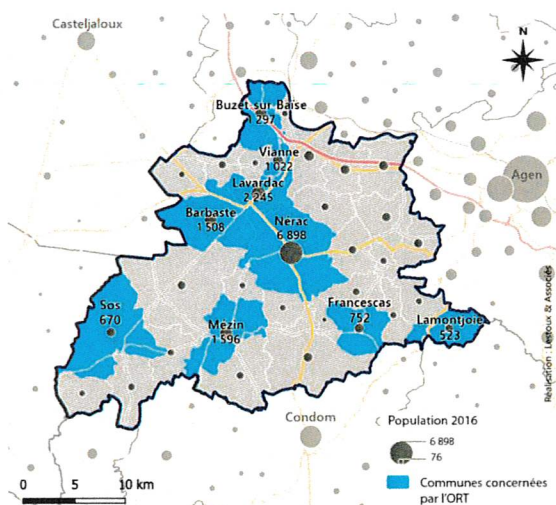 Casteljaloux
N
Buzet sur Baïse
297
Vianne
1 022
Agen
Lavardac
2 245
Barbaste
1 508
Nérac
6 898
Sos
670
Mezin
1 596
Francescas
752
Lamontjoie
523
Réalisation : Lestoux & Associés
Condom
Population 2016
6 898
76
0 5 10 km
Communes concernées
par l'ORT